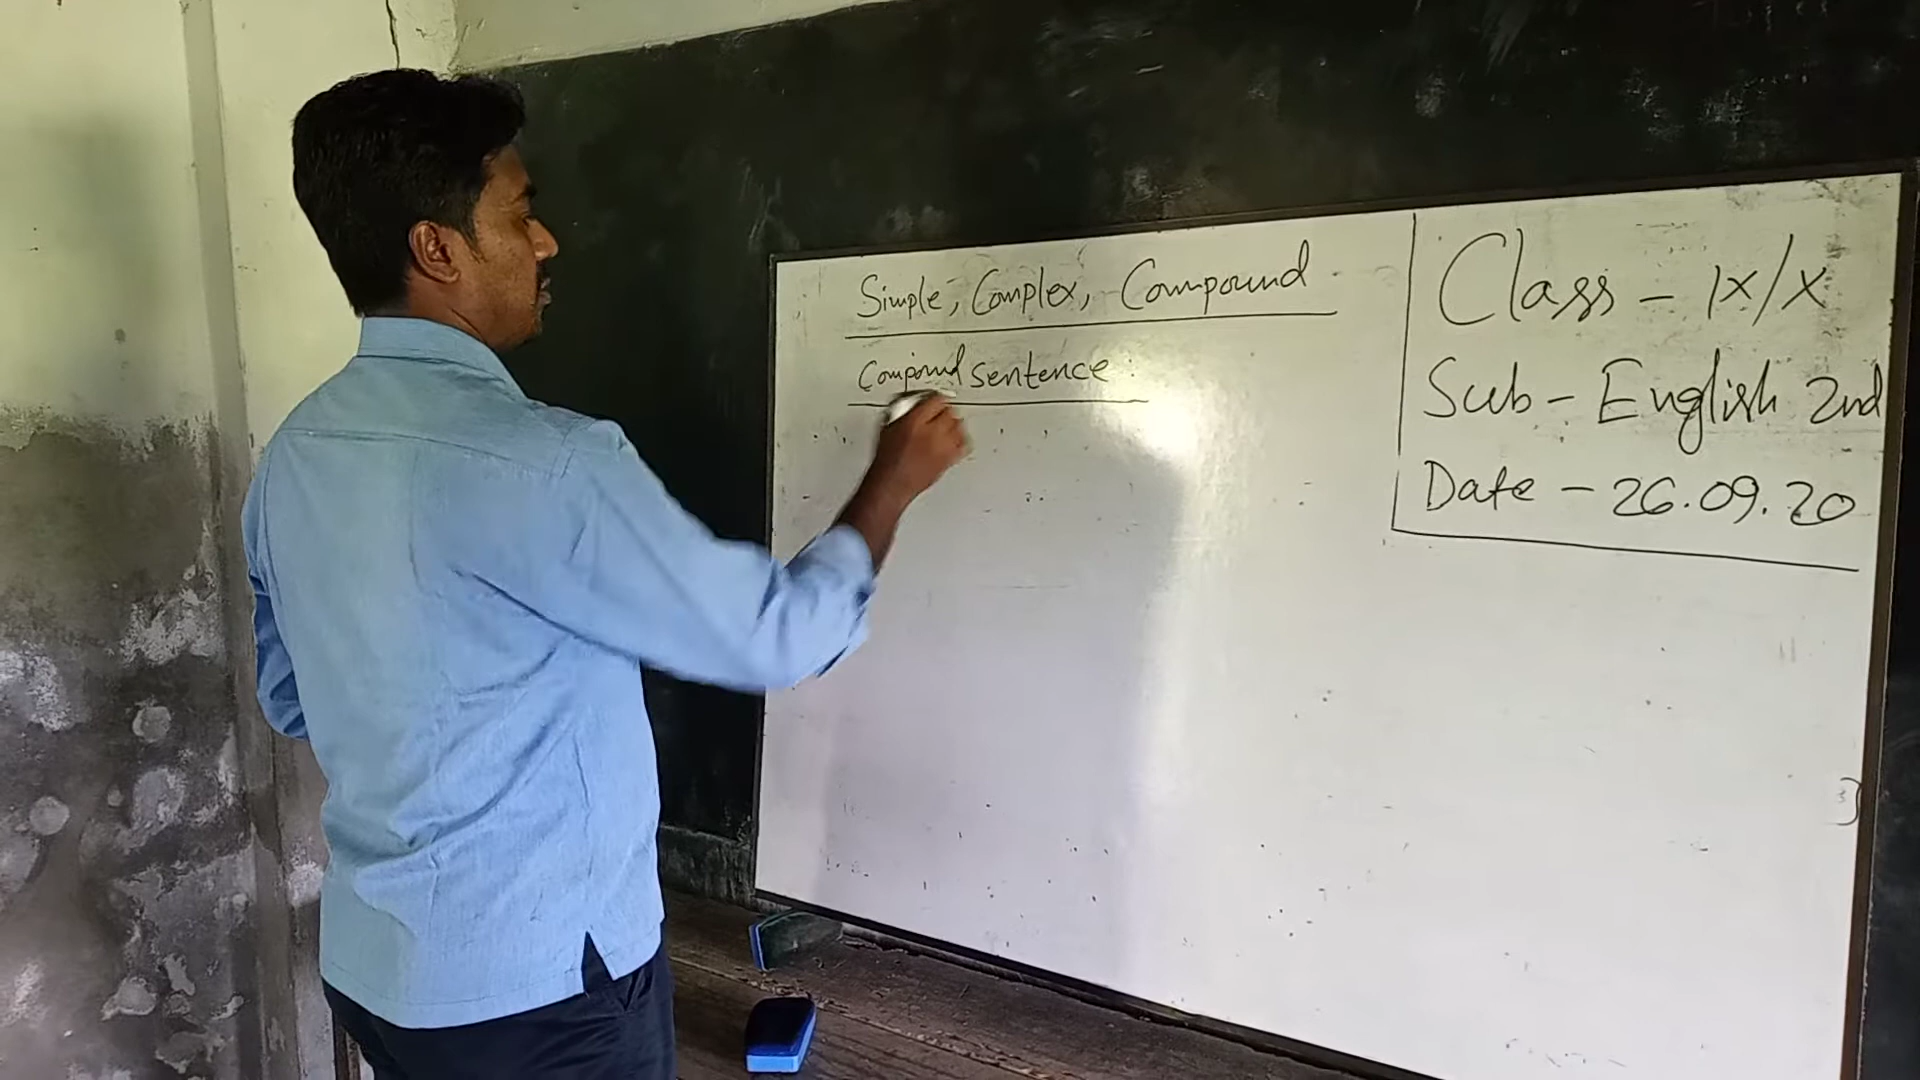 Simple, Complex, Compound
Compound sentence:
Class - IX/X
Sub - English 2nd
Date - 26.09.20